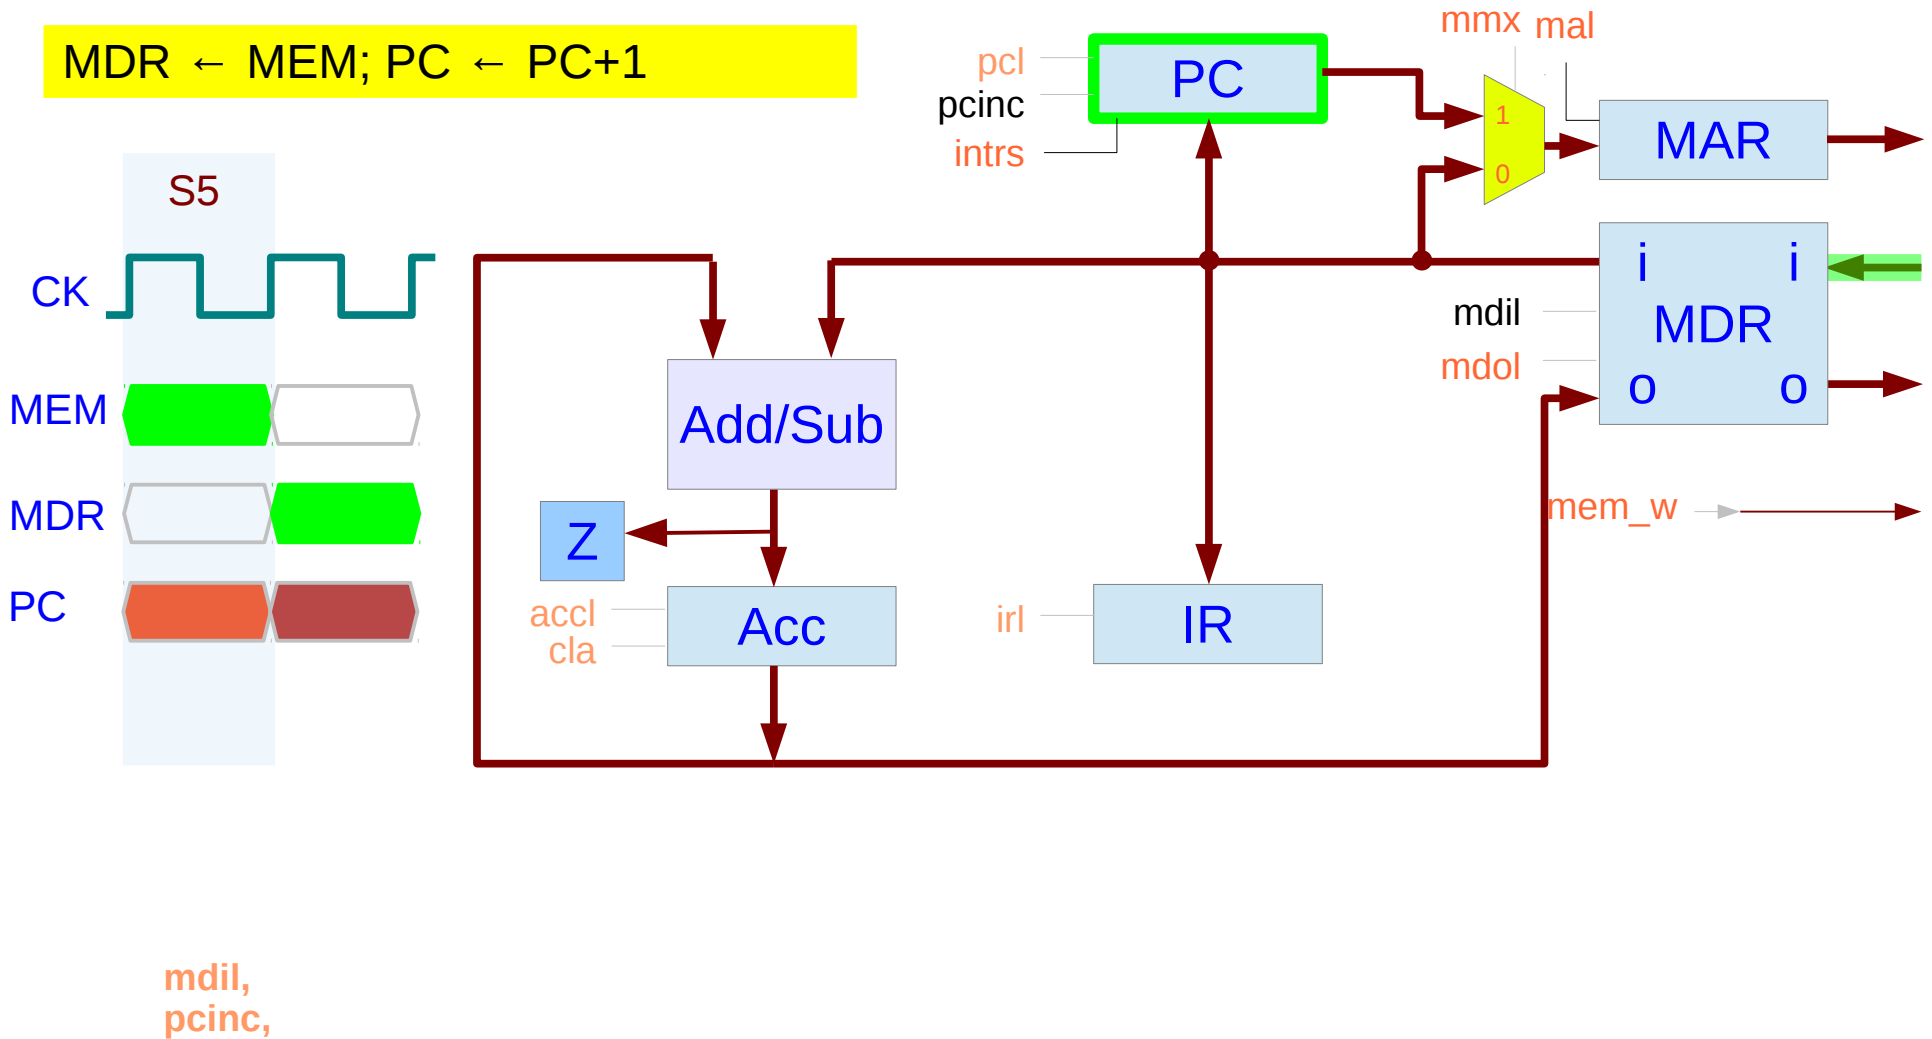 MDR ← MEM; PC ← PC+1
mmx
mal
pcl
PC
pcinc
intrs
1
0
MAR
S5
CK
i i
mdil
MDR
mdol
o o
MEM
Add/Sub
MDR
mem_w
Z
PC
accl
cla
Acc
irl
IR
mdil,
pcinc,